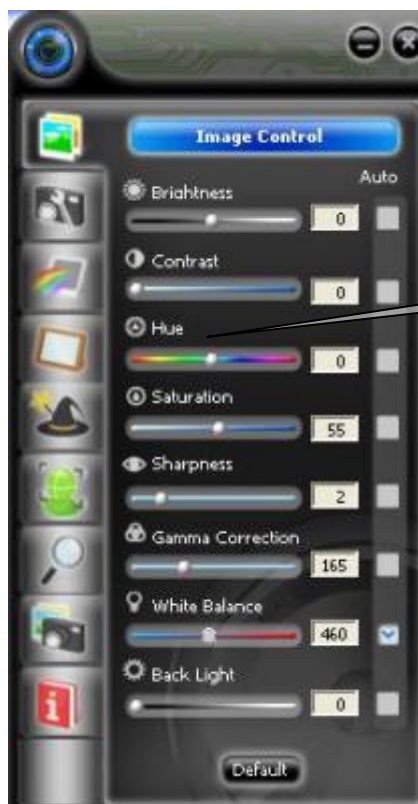 Image Control
Auto
Brightness
0
Contrast
0
Hue
0
Saturation
55
Sharpness
2
Gamma Correction
165
White Balance
460
Back Light
0
Default